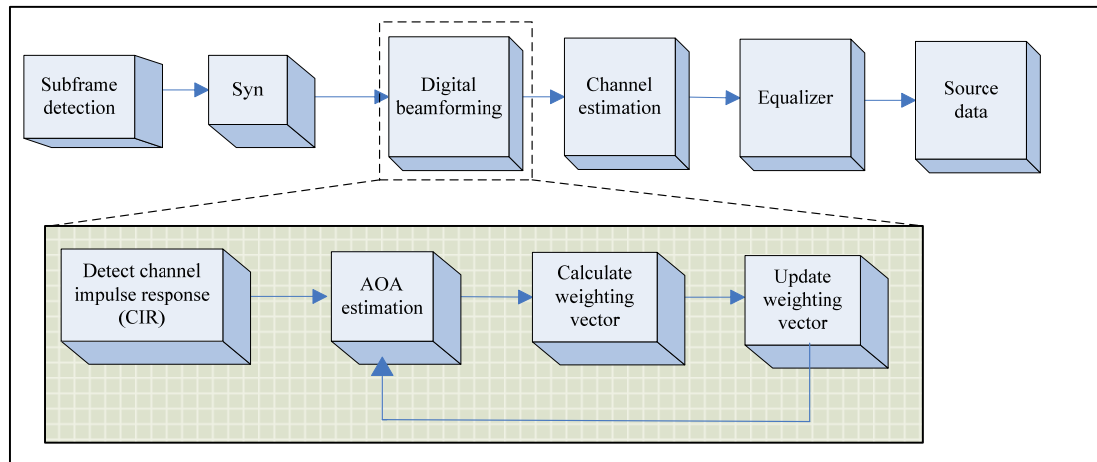 Subframe
detection
Syn
Digital
beamforming
Channel
estimation
Equalizer
Source
data
Detect channel
impulse response
(CIR)
AOA
estimation
Calculate
weighting
vector
Update
weighting
vector